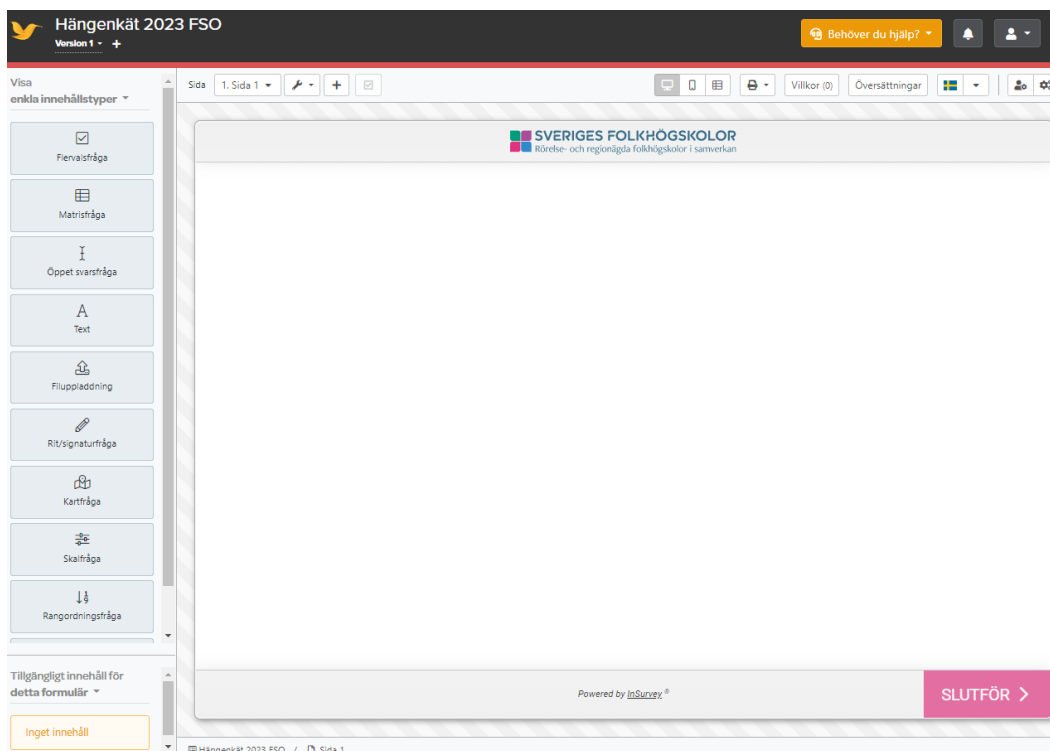 Hängenkät 2023 FSO
Version 1
Behöver du hjälp?
Visa
enkla innehållstyper
Sida
1. Sida 1
Villkor (0)
Översättningar
Flervalsfråga
Matrisfråga
Öppet svarsfråga
Text
Filuppladdning
Rit/signaturfråga
Kartfråga
Skalfråga
Rangordningsfråga
SVERIGES FOLKHÖGSKOLOR
Rörelse- och regionägda folkhögskolor i samverkan
Tillgängligt innehåll för
detta formulär
Inget innehåll
Powered by InSurvey ®
SLUTFÖR
Hängenkät 2023 FSO / Sida 1